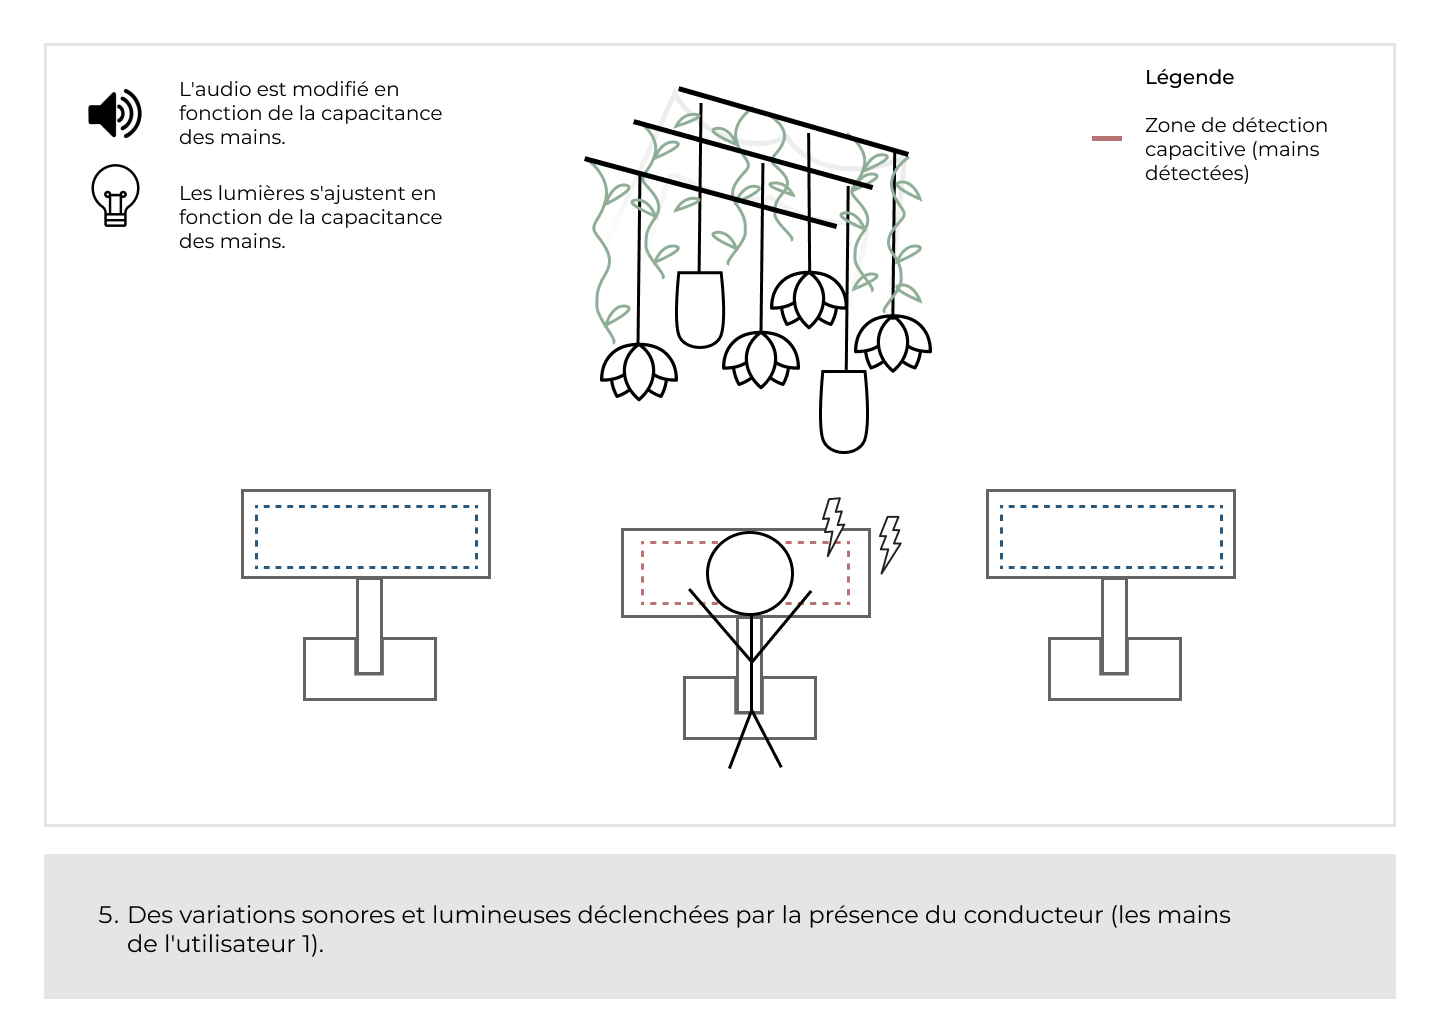 L'audio est modifié en
fonction de la capacitance
des mains.
Les lumières s'ajustent en
fonction de la capacitance
des mains.
Légende
Zone de détection
capacitive (mains
détectées)
5. Des variations sonores et lumineuses déclenchées par la présence du conducteur (les mains
de l'utilisateur 1).